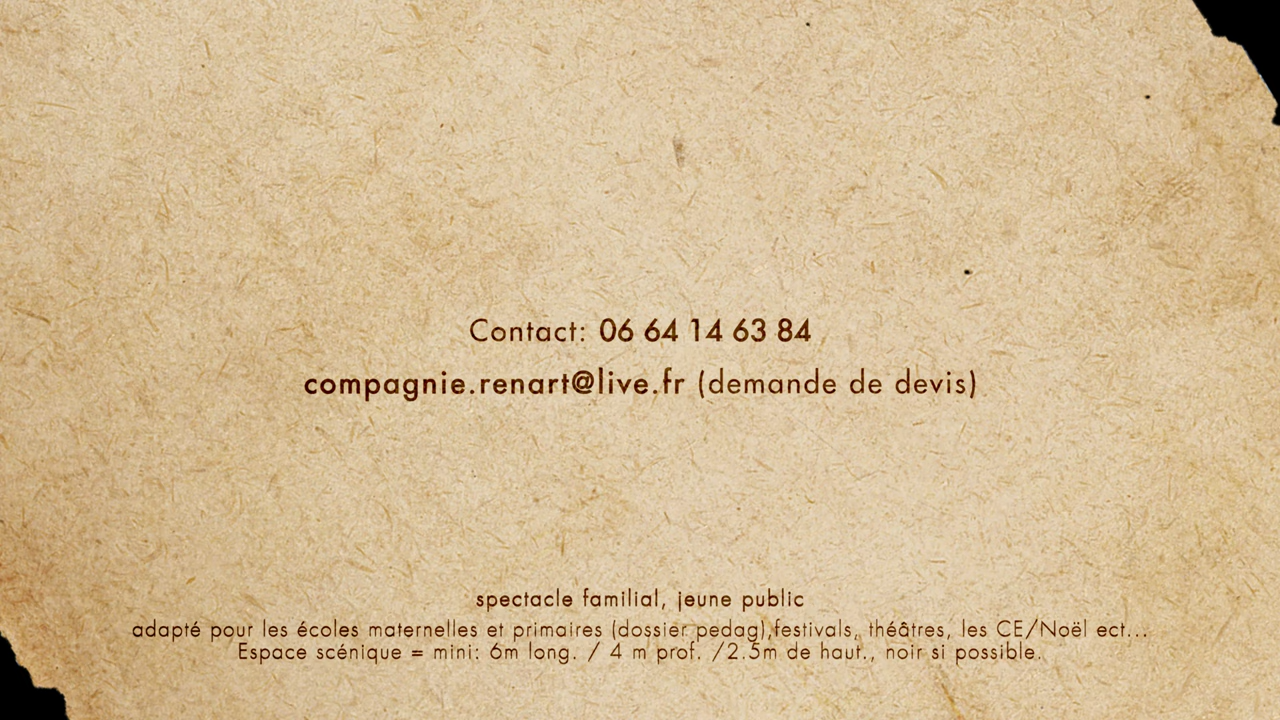 Contact: 06 64 14 63 84
compagnie.renart@live.fr (demande de devis)
spectacle familial, jeune public
adapté pour les écoles maternelles et primaires (dossier pedag),festivals, théâtres, les CE/Noël ect...
Espace scénique = mini: 6m long. / 4 m prof. /2.5m de haut., noir si possible.